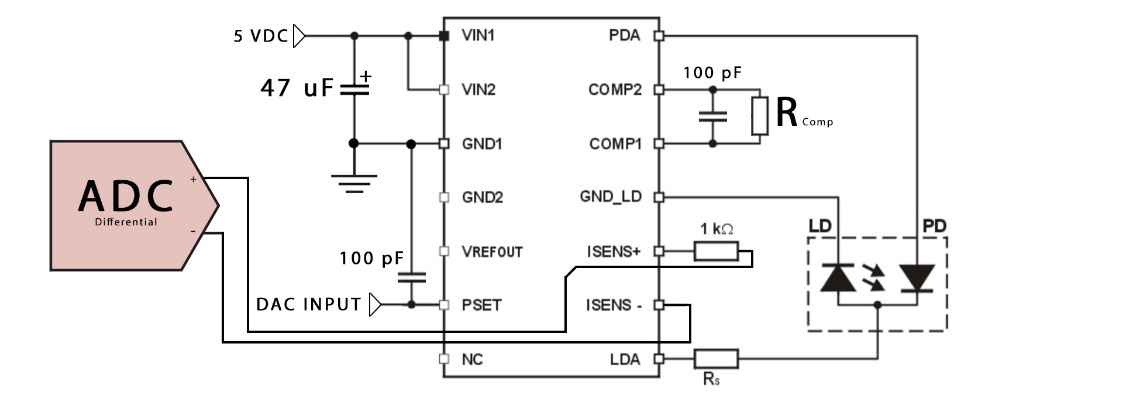 5 VDC
47 uF
+
VIN1
VIN2
GND1
GND2
VREFOUT
PSET
NC
PDA
COMP2
COMP1
GND_LD
ISENS+
ISENS -
LDA
100 pF
R Comp
1 kΩ
LD
PD
Rs
ADC
Differential
+
-
100 pF
DAC INPUT